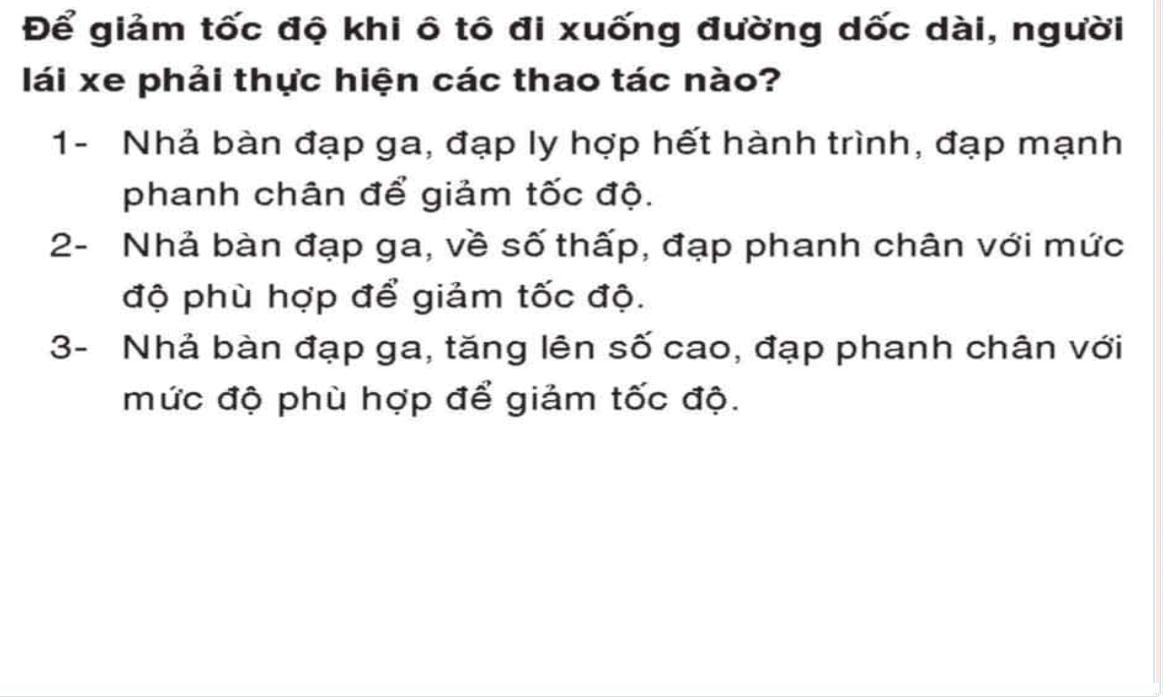 Để giảm tốc độ khi ô tô đi xuống đường dốc dài, người
lái xe phải thực hiện các thao tác nào?
1- Nhả bàn đạp ga, đạp ly hợp hết hành trình, đạp mạnh
phanh chân để giảm tốc độ.
2- Nhả bàn đạp ga, về số thấp, đạp phanh chân với mức
độ phù hợp để giảm tốc độ.
3- Nhả bàn đạp ga, tăng lên số cao, đạp phanh chân với
mức độ phù hợp để giảm tốc độ.